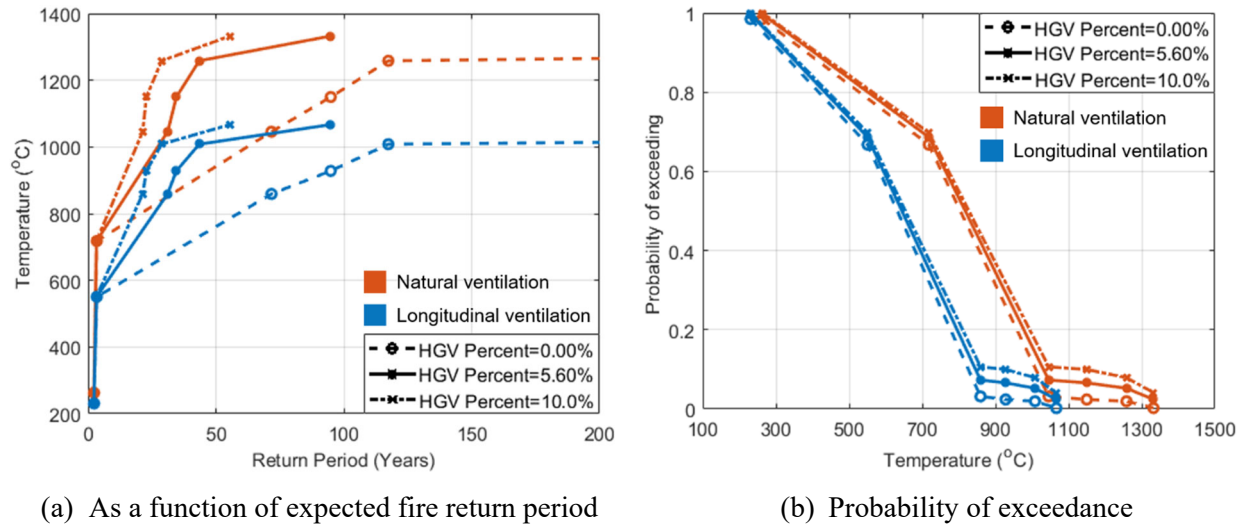 1400
1200
1000
800
600
400
200
0
50
100
150
200
Temperature (°C)
Return Period (Years)
Natural ventilation
Longitudinal ventilation
HGV Percent=0.00%
HGV Percent=5.60%
HGV Percent=10.0%
(a) As a function of expected fire return period
1
0.8
0.6
0.4
0.2
0
100
300
500
700
900
1100
1300
1500
Probability of exceeding
Temperature (°C)
HGV Percent=0.00%
HGV Percent=5.60%
HGV Percent=10.0%
Natural ventilation
Longitudinal ventilation
(b) Probability of exceedance